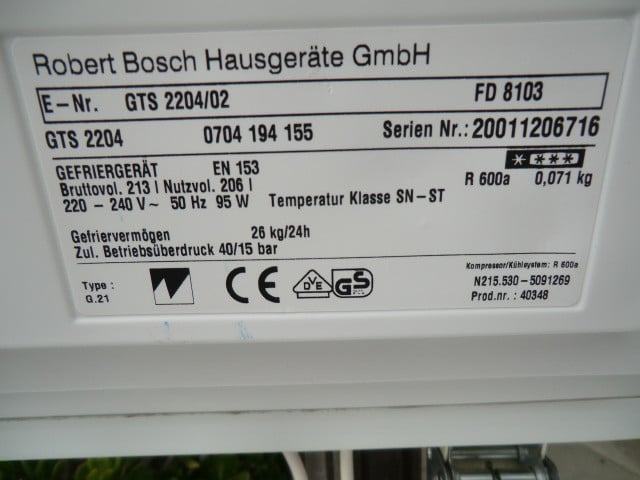 Robert Bosch Hausgeräte GmbH
E-Nr. GTS 2204/02 FD 8103
GTS 2204 0704 194 155 Serien Nr.: 20011206716
GEFRIERGERÄT EN 153
Bruttovol. 213 l Nutzvol. 206 l R 600a 0,071 kg
220 - 240 V~ 50 Hz 95 W Temperatur Klasse SN-ST
Gefriervermögen 26 kg/24h
Zul. Betriebsüberdruck 40/15 bar
Kompressor/Kühlsystem: R 600a
Type : N215.530-5091269
G.21 CE DVE GS Prod.nr.: 40348